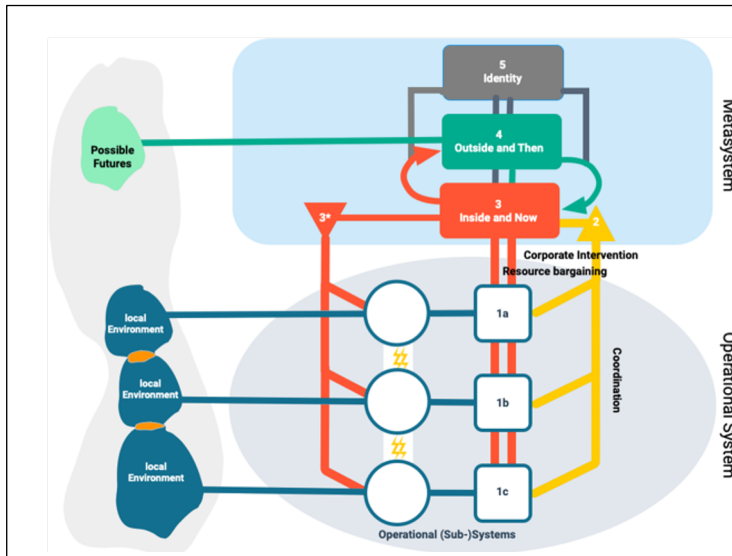 5
Identity
4
Outside and Then
Possible
Futures
3
Inside and Now
3*
2
Metasystem
Corporate Intervention
Resource bargaining
local
Environment
1a
local
Environment
1b
Coordination
local
Environment
1c
Operational System
Operational (Sub-)Systems